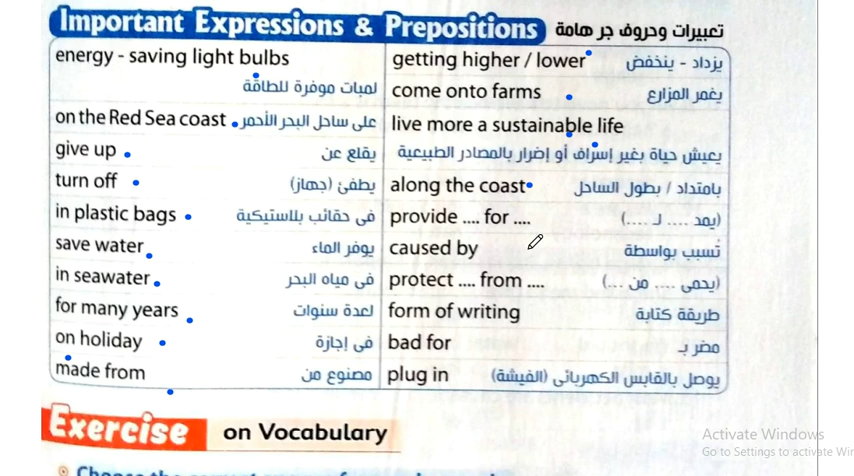 Important Expressions & Prepositions تعبيرات وحروف جر هامة
energy - saving light bulbs
لمبات موفرة للطاقة
on the Red Sea coast على ساحل البحر الأحمر
give up يقلع عن
turn off يطفئ (جهاز)
in plastic bags فى حقائب بلاستيكية
save water يوفر الماء
in seawater فى مياه البحر
for many years لعدة سنوات
on holiday فى إجازة
made from مصنوع من
getting higher / lower يزداد - ينخفض
come onto farms يغمر المزارع
live more a sustainable life
يعيش حياة بغير إسراف أو إضرار بالمصادر الطبيعية
along the coast بامتداد / بطول الساحل
provide .... for .... (يمد .... لـ ....)
caused by تسبب بواسطة
protect .... from .... (يحمى .... من ...)
form of writing طريقة كتابة
bad for مضر بـ
plug in يوصل بالقابس الكهربائى (الفيشة)
Exercise on Vocabulary
Activate Windows
Go to Settings to activate Wir